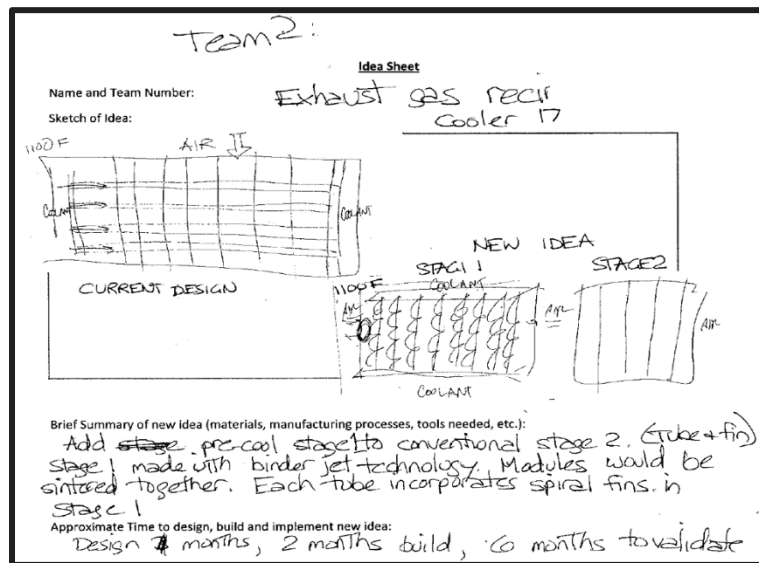 Team 2:
Idea Sheet
Name and Team Number: Exhaust gas recir
Sketch of Idea: Cooler 17
1100F AIR
COOLANT COOLANT
CURRENT DESIGN
NEW IDEA
STAG1 1 STAGE2
1100F COOLANT
AIR AIR AIR
COOLANT
Brief Summary of new idea (materials, manufacturing processes, tools needed, etc.):
Add stage pre-cool stage 1 to conventional stage 2. (Tube + fin)
Stage 1 made with binder jet technology. Modules would be
sintered together. Each tube incorporates spiral fins. in
Stage 1
Approximate Time to design, build and implement new idea:
Design months, 2 months build, 6 months to validate